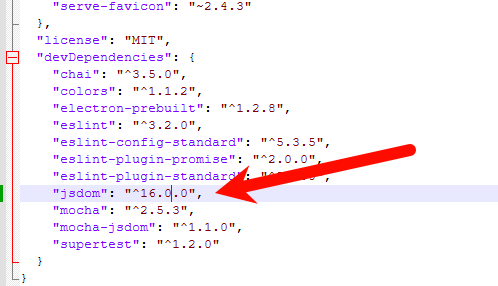 "serve-favicon": "~2.4.3"
},
"license": "MIT",
"devDependencies": {
"chai": "^3.5.0",
"colors": "^1.1.2",
"electron-prebuilt": "^1.2.8",
"eslint": "^3.2.0",
"eslint-config-standard": "^5.3.5",
"eslint-plugin-promise": "^2.0.0",
"eslint-plugin-standard":
"jsdom": "^16.0.0",
"mocha": "^2.5.3",
"mocha-jsdom": "^1.1.0",
"supertest": "^1.2.0"
}
}